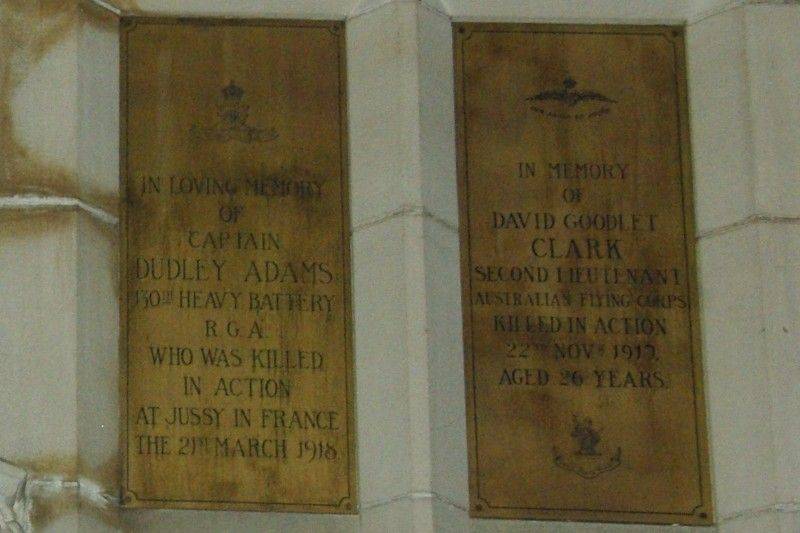 IN LOVING MEMORY
OF
CAPTAIN
DUDLEY ADAMS
130TH HEAVY BATTERY
R.G.A.
WHO WAS KILLED
IN ACTION
AT JUSSY IN FRANCE
THE 21ST MARCH 1918
IN MEMORY
OF
DAVID GOODLET
CLARK
SECOND LIEUTENANT
AUSTRALIAN FLYING CORPS
KILLED IN ACTION
22ND NOVR 1917.
AGED 26 YEARS.